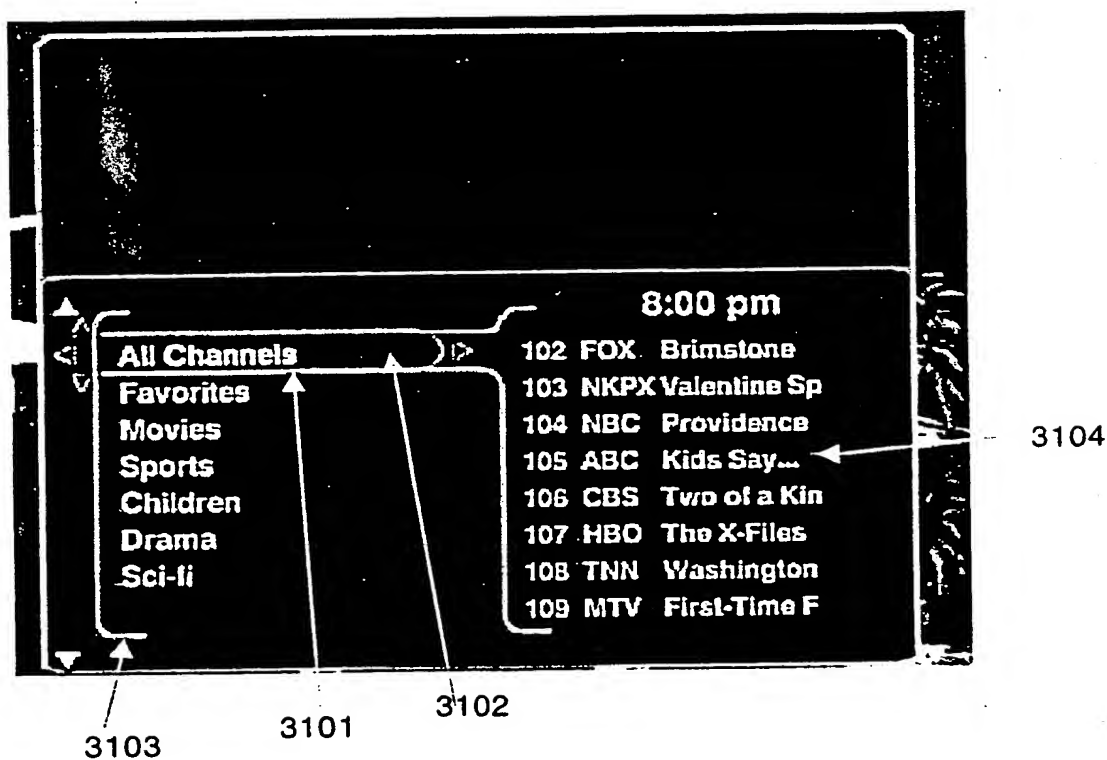 8:00 pm
All Channels
Favorites
Movies
Sports
Children
Drama
Sci-fi
102 FOX Brimstone
103 NKPX Valentine Sp
104 NBC Providence
105 ABC Kids Say...
106 CBS Two of a Kin
107 HBO The X-Files
108 TNN Washington
109 MTV First-Time F
3104
3103
3101
3102